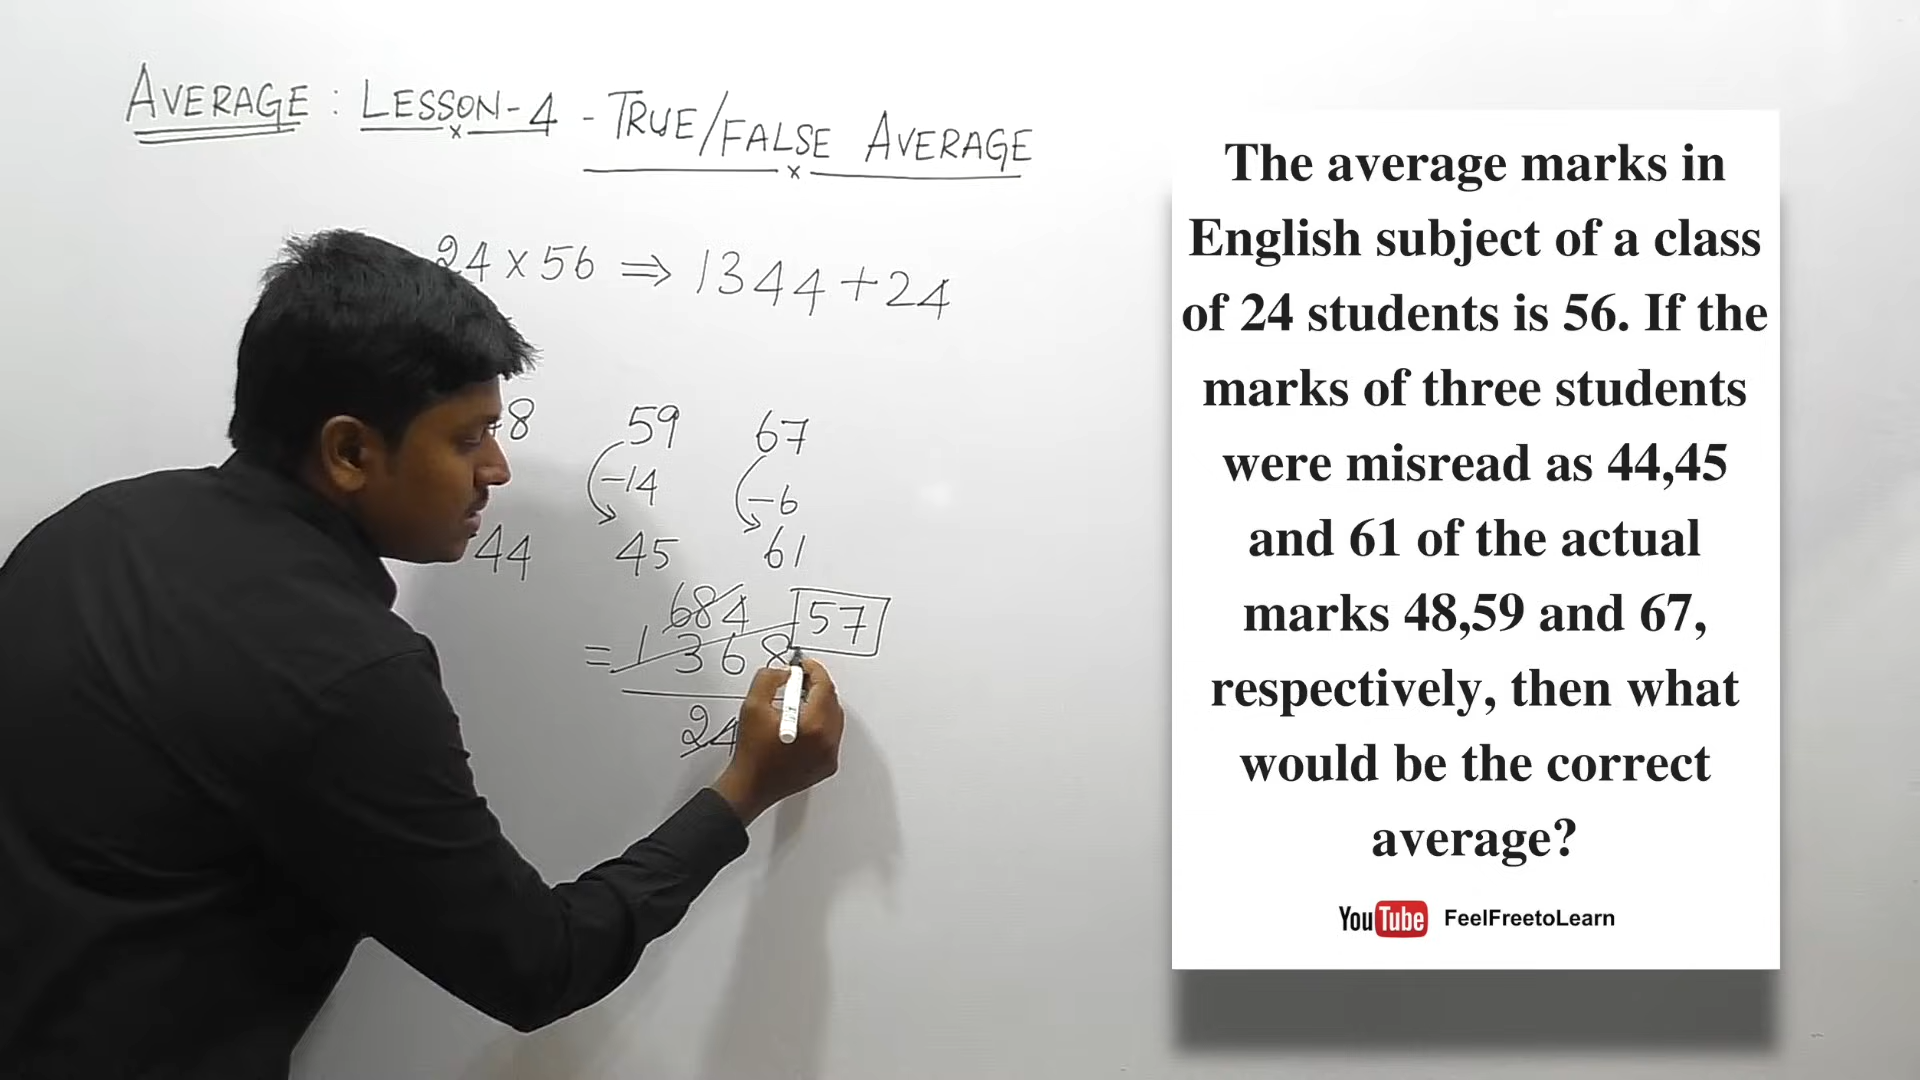 AVERAGE : LESSON-4 - TRUE/FALSE AVERAGE
24 x 56 ⇒ 1344+24
8 59 67
-14 -6
44 45 61
684 57
= 1368
24
The average marks in
English subject of a class
of 24 students is 56. If the
marks of three students
were misread as 44,45
and 61 of the actual
marks 48,59 and 67,
respectively, then what
would be the correct
average?
YouTube FeelFreetoLearn